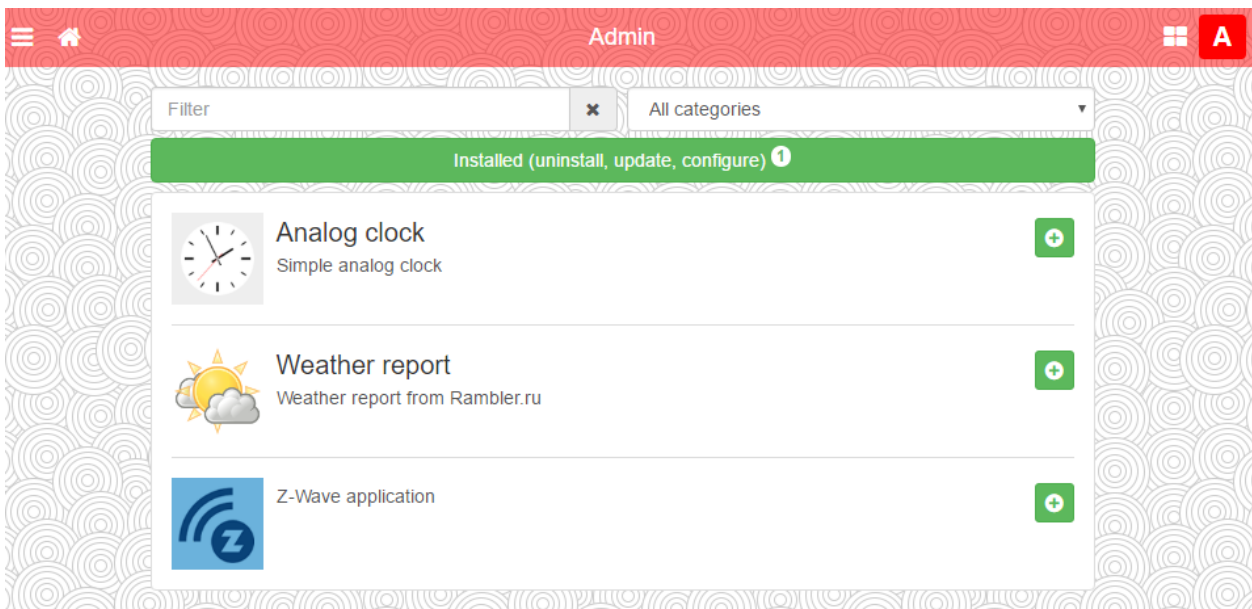 Admin
A
Filter
All categories
Installed (uninstall, update, configure) 1
Analog clock
Simple analog clock
Weather report
Weather report from Rambler.ru
Z-Wave application
Z